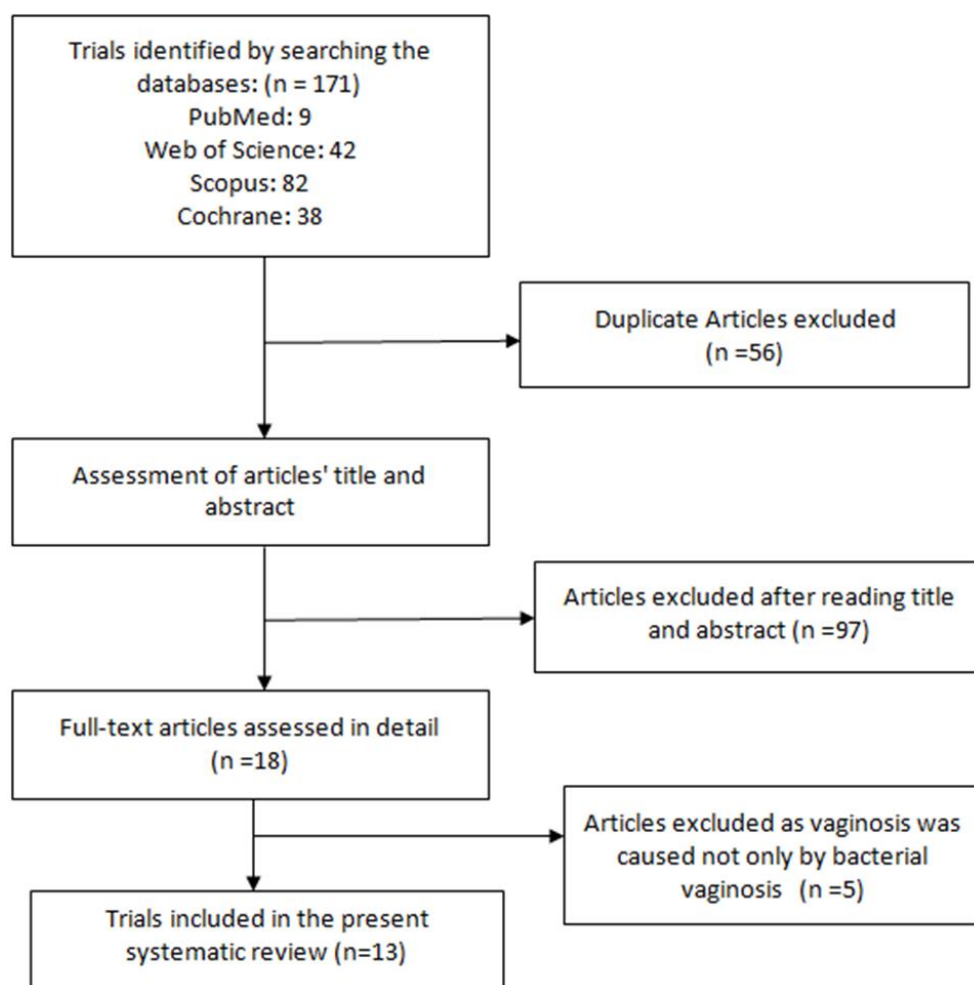 Trials identified by searching the
databases: (n = 171)
PubMed: 9
Web of Science: 42
Scopus: 82
Cochrane: 38
Duplicate Articles excluded
(n =56)
Assessment of articles' title and
abstract
Articles excluded after reading title
and abstract (n =97)
Full-text articles assessed in detail
(n =18)
Articles excluded as vaginosis was
caused not only by bacterial
vaginosis (n =5)
Trials included in the present
systematic review (n=13)